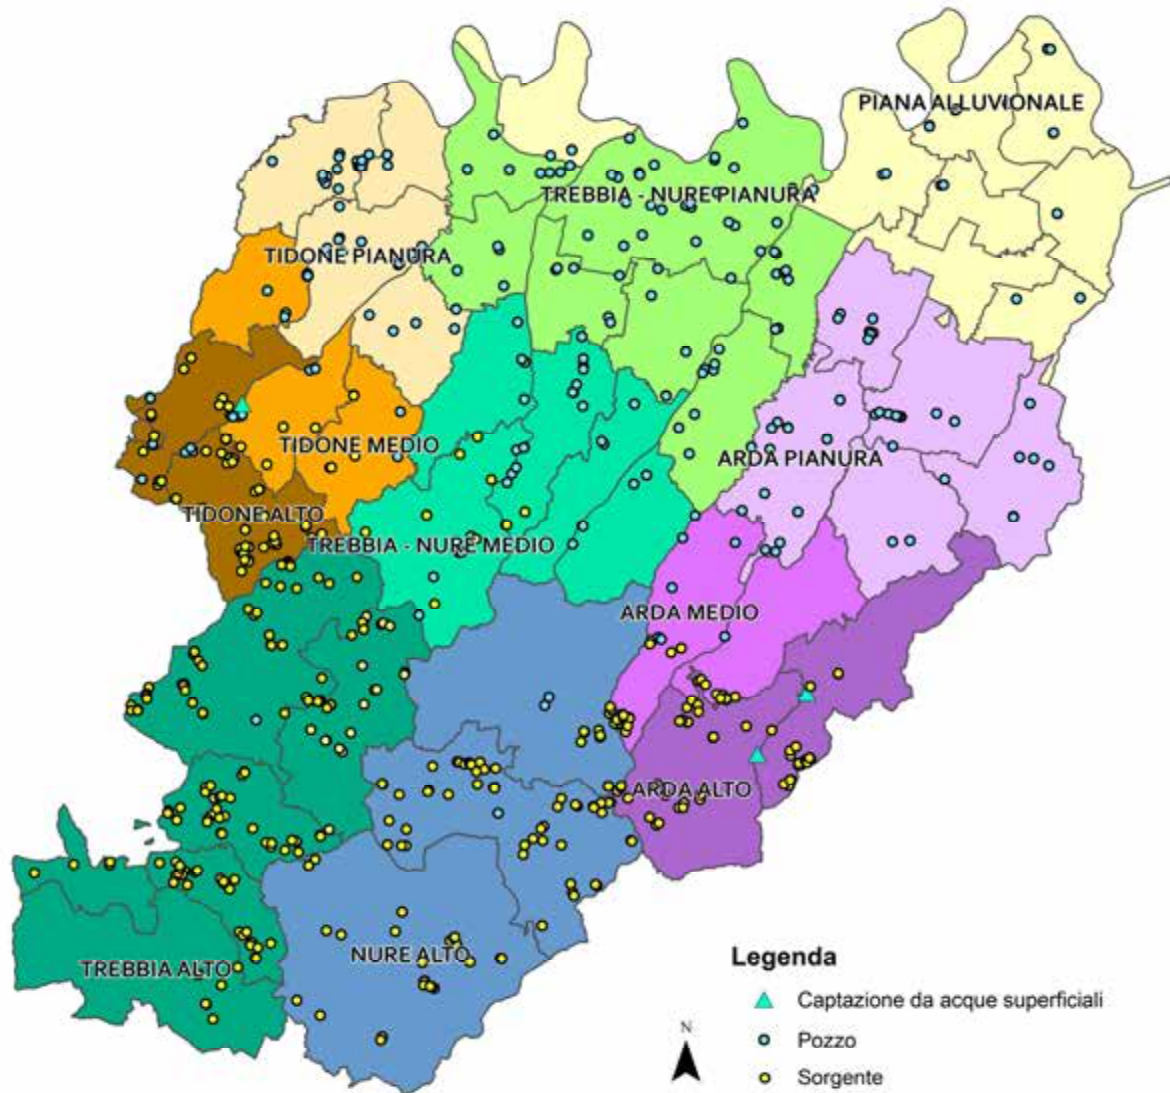 PIANA ALLUVIONALE
TREBBIA - NURE PIANURA
TIDONE PIANURA
TIDONE MEDIO
ARDA PIANURA
TIDONE ALTO
TREBBIA - NURE MEDIO
ARDA MEDIO
ARDA ALTO
NURE ALTO
TREBBIA ALTO
Legenda
Captazione da acque superficiali
N
Pozzo
Sorgente